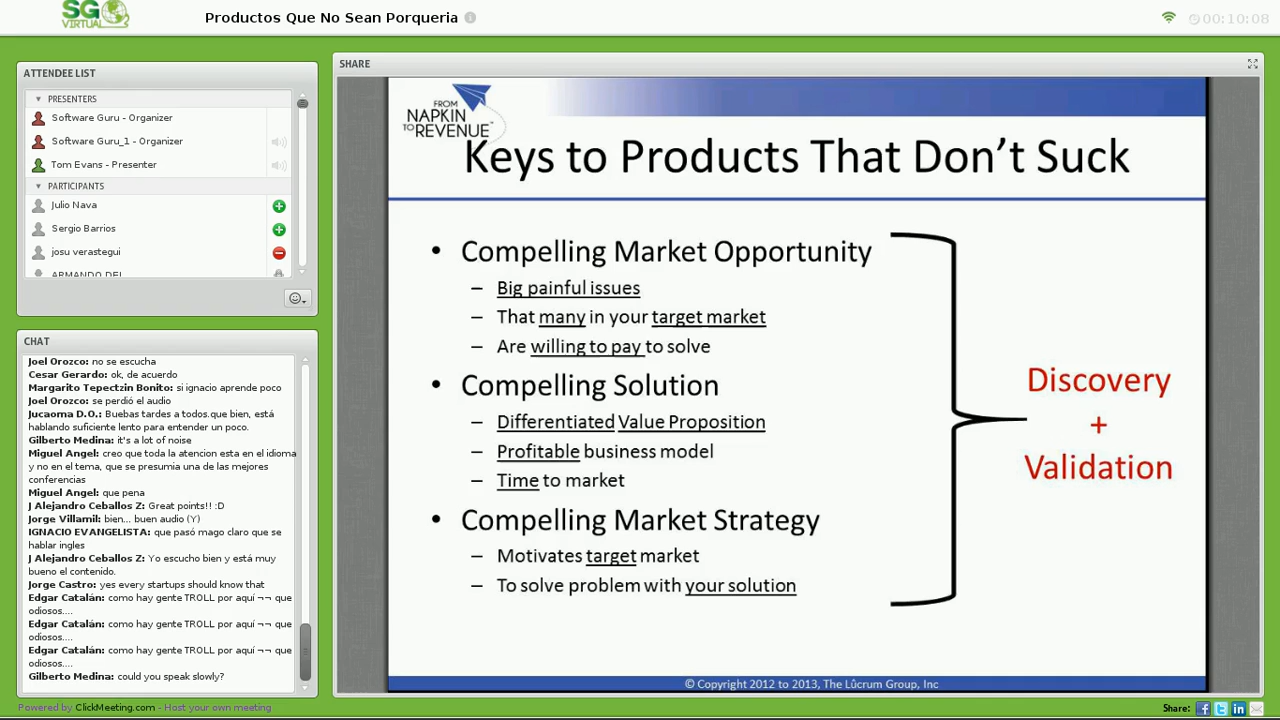 SG
VIRTUAL
Productos Que No Sean Porqueria
00:10:08
ATTENDEE LIST
PRESENTERS
Software Guru - Organizer
Software Guru_1 - Organizer
Tom Evans - Presenter
PARTICIPANTS
Julio Nava
Sergio Barrios
josu verastegui
ARMANDO DEL
CHAT
Joel Orozco: no se escucha
Cesar Gerardo: ok, de acuerdo
Margarito Tepectzin Bonito: si ignacio aprende poco
Joel Orozco: se perdió el audio
Jucaoma D.O.: Buebas tardes a todos.que bien, está
hablando suficiente lento para entender un poco.
Gilberto Medina: it's a lot of noise
Miguel Angel: creo que toda la atencion esta en el idioma
y no en el tema, que se presumia una de las mejores
conferencias
Miguel Angel: que pena
J Alejandro Ceballos Z: Great points!! :D
Jorge Villamil: bien... buen audio (Y)
IGNACIO EVANGELISTA: que pasó mago claro que se
hablar ingles
J Alejandro Ceballos Z: Yo escucho bien y está muy
bueno el contenido.
Jorge Castro: yes every startups should know that
Edgar Catalán: como hay gente TROLL por aquí ¬¬ que
odiosos....
Edgar Catalán: como hay gente TROLL por aquí ¬¬ que
odiosos....
Edgar Catalán: como hay gente TROLL por aquí ¬¬ que
odiosos....
Gilberto Medina: could you speak slowly?
SHARE
FROM
NAPKIN
TO REVENUE™
Keys to Products That Don't Suck
• Compelling Market Opportunity
– Big painful issues
– That many in your target market
– Are willing to pay to solve
• Compelling Solution
– Differentiated Value Proposition
– Profitable business model
– Time to market
• Compelling Market Strategy
– Motivates target market
– To solve problem with your solution
Discovery
+
Validation
© Copyright 2012 to 2013, The Lûcrum Group, Inc
Powered by ClickMeeting.com - Host your own meeting
Share: